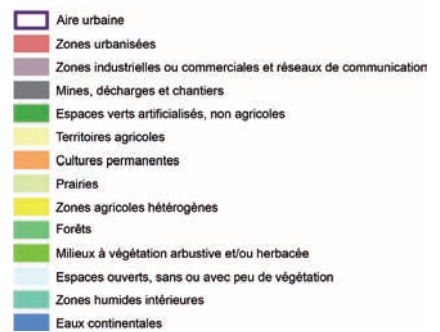 Aire urbaine
Zones urbanisées
Zones industrielles ou commerciales et réseaux de communication
Mines, décharges et chantiers
Espaces verts artificialisés, non agricoles
Territoires agricoles
Cultures permanentes
Prairies
Zones agricoles hétérogènes
Forêts
Milieux à végétation arbustive et/ou herbacée
Espaces ouverts, sans ou avec peu de végétation
Zones humides intérieures
Eaux continentales